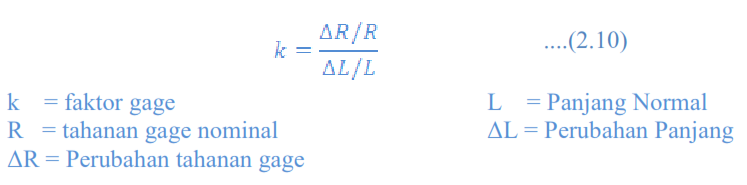 k = ΔR/R / ΔL/L ....(2.10)
k = faktor gage
R = tahanan gage nominal
ΔR = Perubahan tahanan gage
L = Panjang Normal
ΔL = Perubahan Panjang